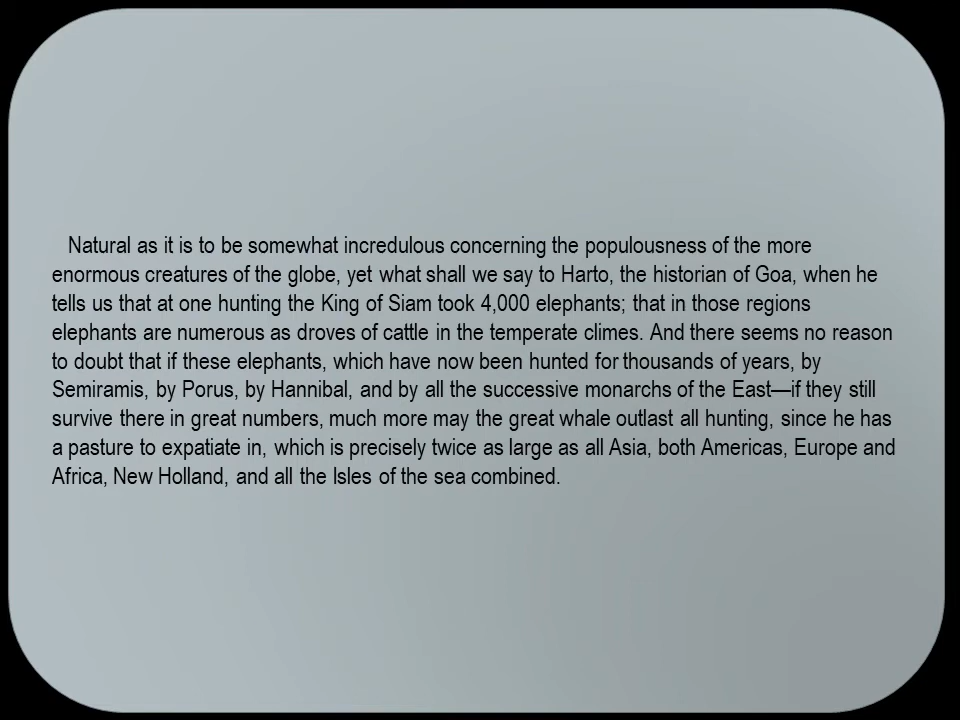 Natural as it is to be somewhat incredulous concerning the populousness of the more
enormous creatures of the globe, yet what shall we say to Harto, the historian of Goa, when he
tells us that at one hunting the King of Siam took 4,000 elephants; that in those regions
elephants are numerous as droves of cattle in the temperate climes. And there seems no reason
to doubt that if these elephants, which have now been hunted for thousands of years, by
Semiramis, by Porus, by Hannibal, and by all the successive monarchs of the East—if they still
survive there in great numbers, much more may the great whale outlast all hunting, since he has
a pasture to expatiate in, which is precisely twice as large as all Asia, both Americas, Europe and
Africa, New Holland, and all the Isles of the sea combined.